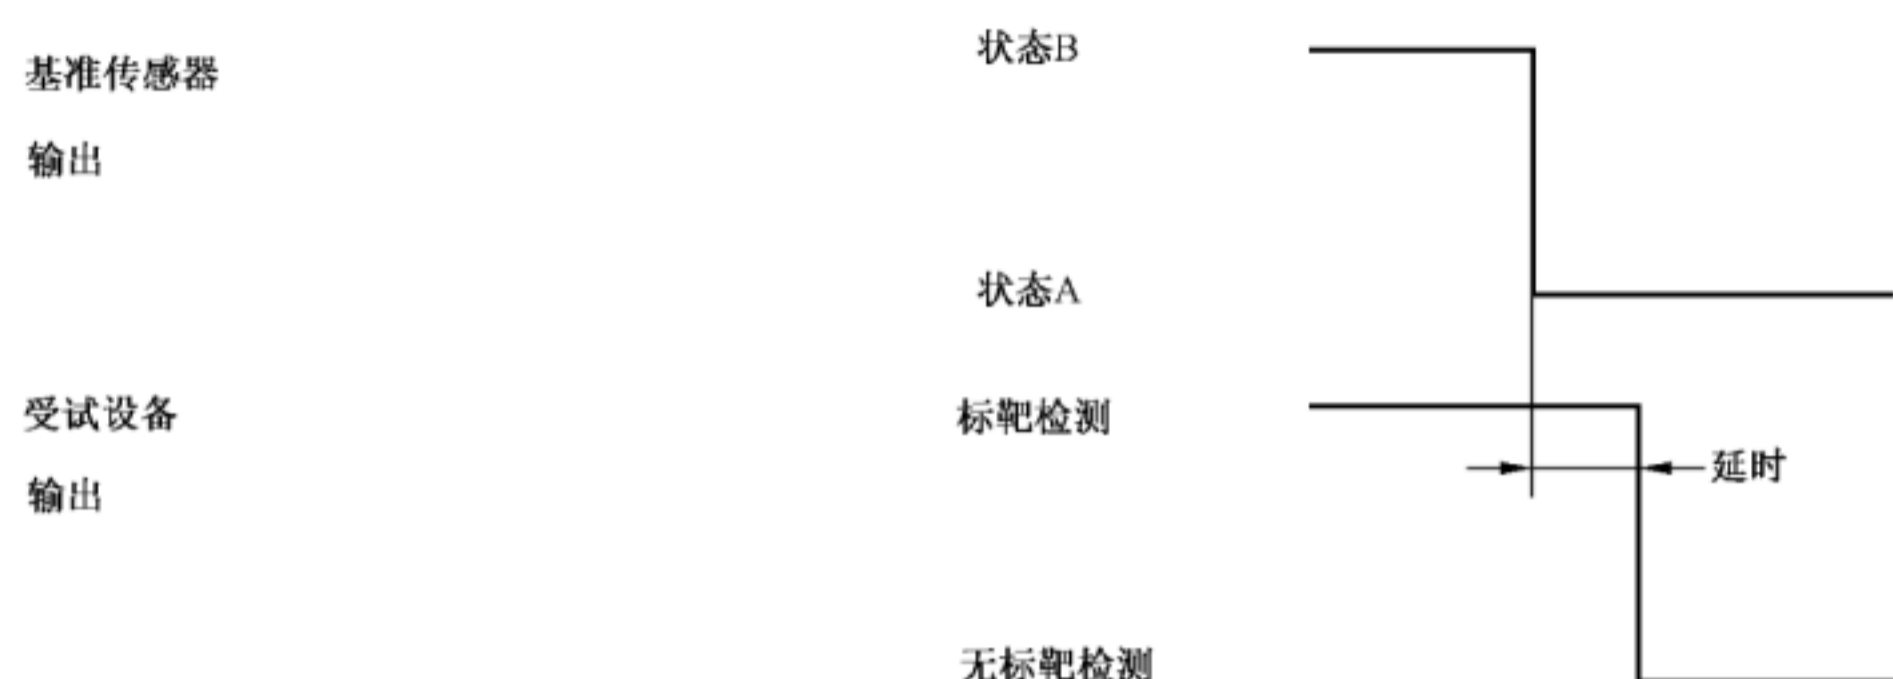 基准传感器
输出
状态B
状态A
受试设备
输出
标靶检测
延时
无标靶检测